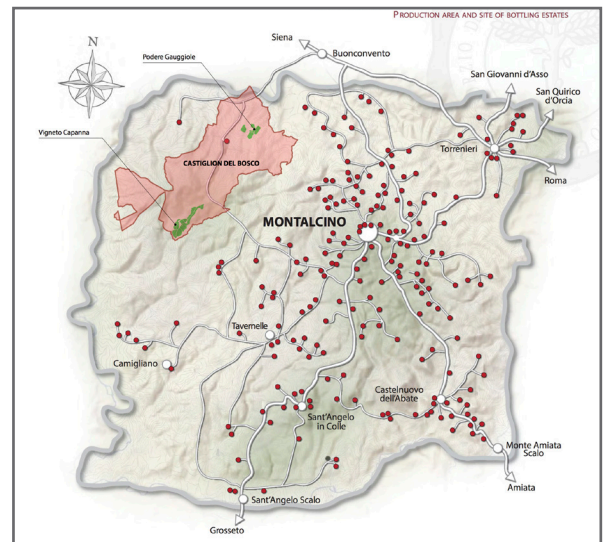 PRODUCTION AREA AND SITE OF BOTTLING ESTATES
N
Siena
Buonconvento
Podere Gauggiole
San Giovanni d'Asso
San Quirico
d'Orcia
Vigneto Capanna
Torrenieri
CASTIGLION DEL BOSCO
Roma
MONTALCINO
Tavernelle
Camigliano
Castelnuovo
dell'Abate
Sant'Angelo
in Colle
Monte Amiata
Scalo
Sant'Angelo Scalo
Amiata
Grosseto